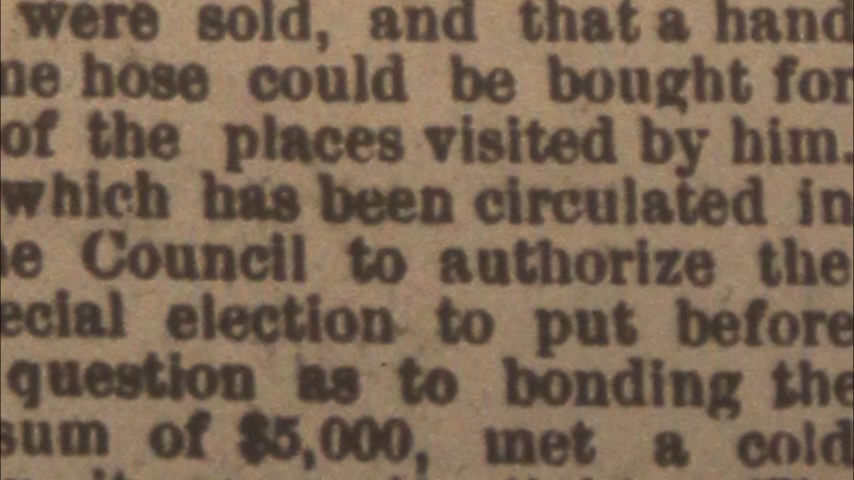 were sold, and that a hand
ne hose could be bought for
of the places visited by him.
which has been circulated in
he Council to authorize the
ecial election to put before
question as to bonding the
sum of $5,000, met a cold